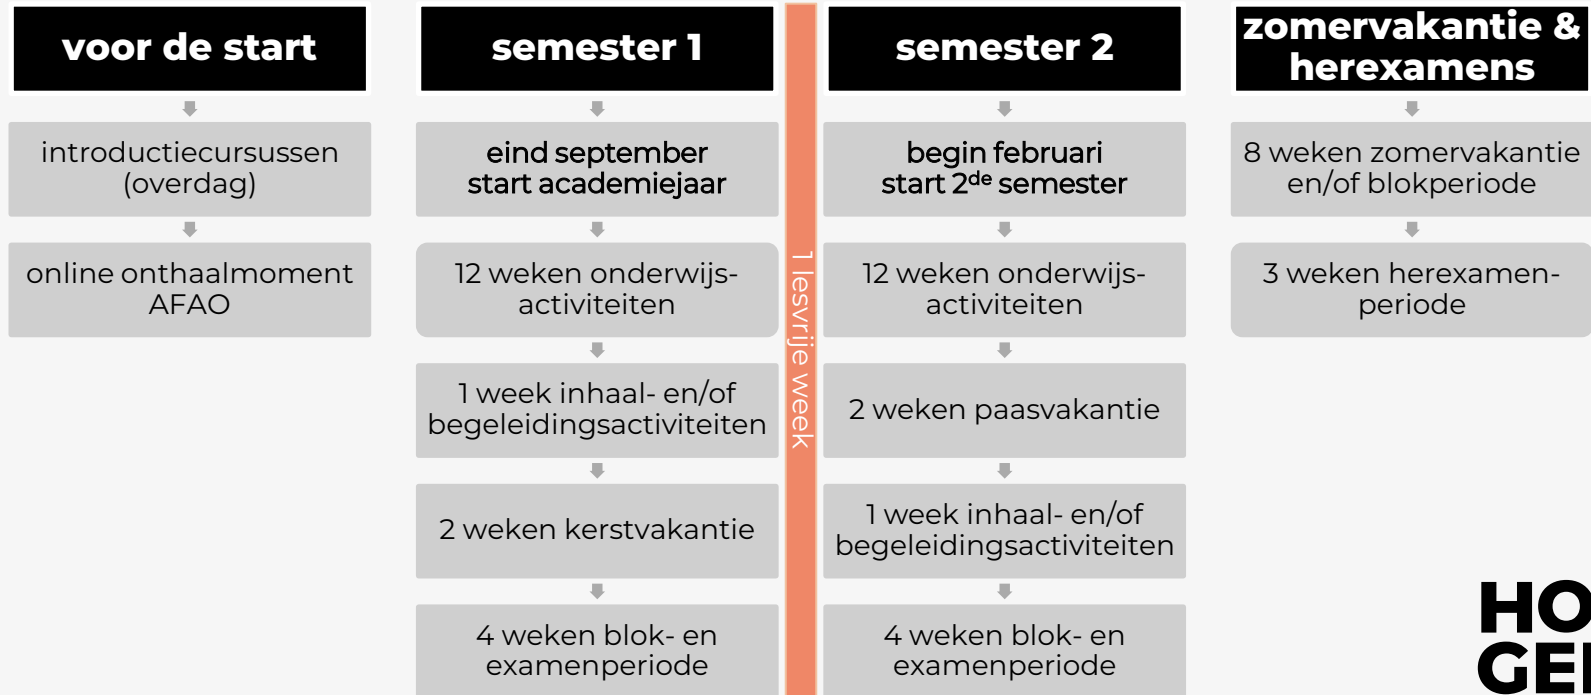 voor de start
introductiecursussen
(overdag)
online onthaalmoment
AFAO
semester 1
eind september
start academiejaar
12 weken onderwijs-
activiteiten
1 week inhaal- en/of
begeleidingsactiviteiten
2 weken kerstvakantie
4 weken blok- en
examenperiode
1 lesvrije week
semester 2
begin februari
start 2de semester
12 weken onderwijs-
activiteiten
2 weken paasvakantie
1 week inhaal- en/of
begeleidingsactiviteiten
4 weken blok- en
examenperiode
zomervakantie &
herexamens
8 weken zomervakantie
en/of blokperiode
3 weken herexamen-
periode
HO
GE